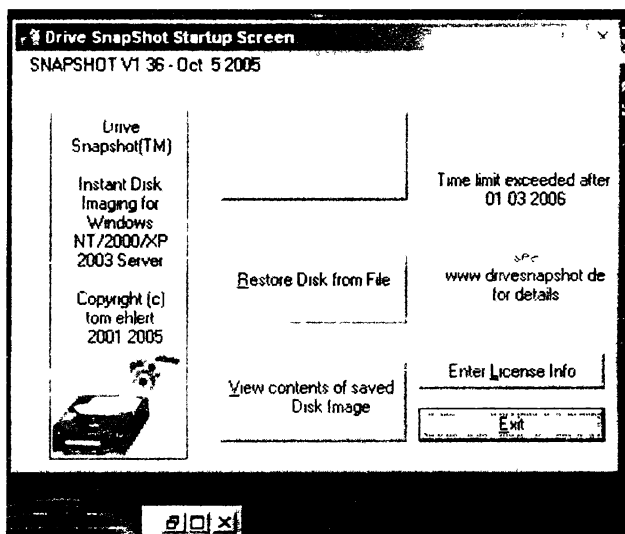 Drive SnapShot Startup Screen
SNAPSHOT V1 36 - Oct 5 2005
Drive
Snapshot(TM)
Instant Disk
Imaging for
Windows
NT/2000/XP
2003 Server
Copyright (c)
tom ehlert
2001 2005
Restore Disk from File
View contents of saved
Disk Image
Time limit exceeded after
01 03 2006
see
www drivesnapshot de
for details
Enter License Info
Exit